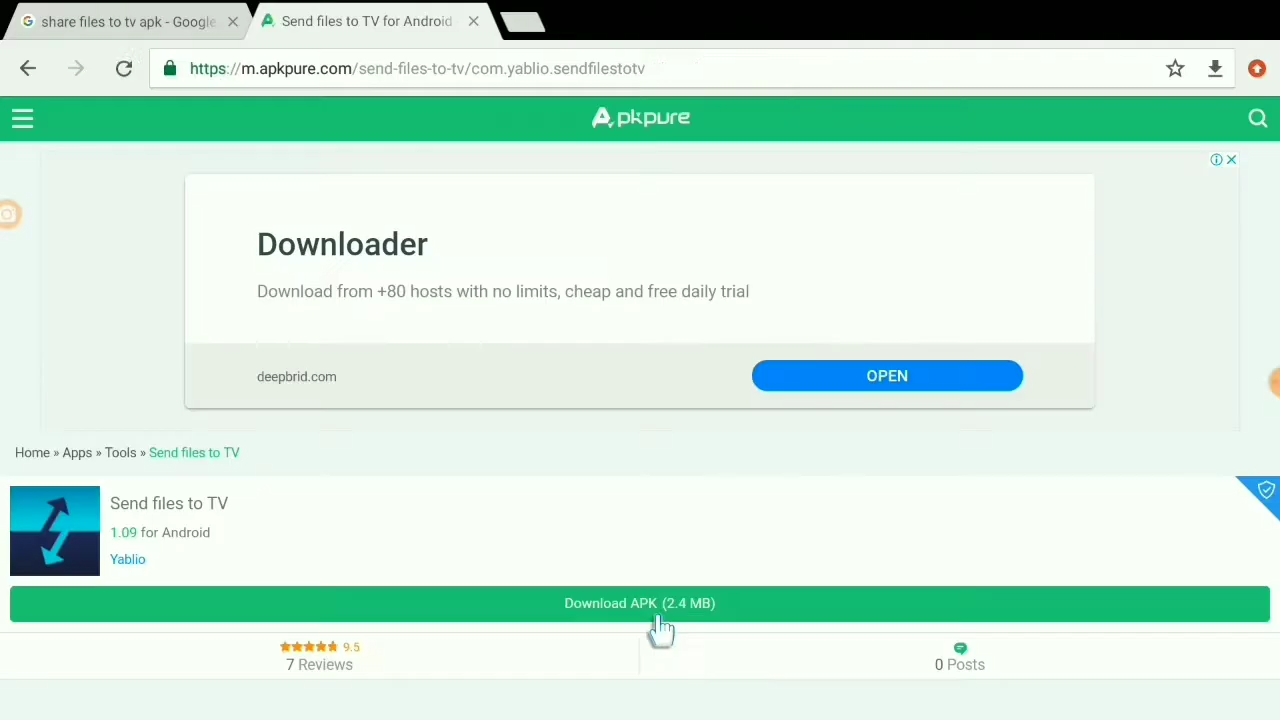 share files to tv apk - Google
Send files to TV for Android
https://m.apkpure.com/send-files-to-tv/com.yablio.sendfilestotv
Apkpure
Downloader
Download from +80 hosts with no limits, cheap and free daily trial
deepbrid.com
OPEN
Home » Apps » Tools » Send files to TV
Send files to TV
1.09 for Android
Yablio
Download APK (2.4 MB)
9.5
7 Reviews
0 Posts